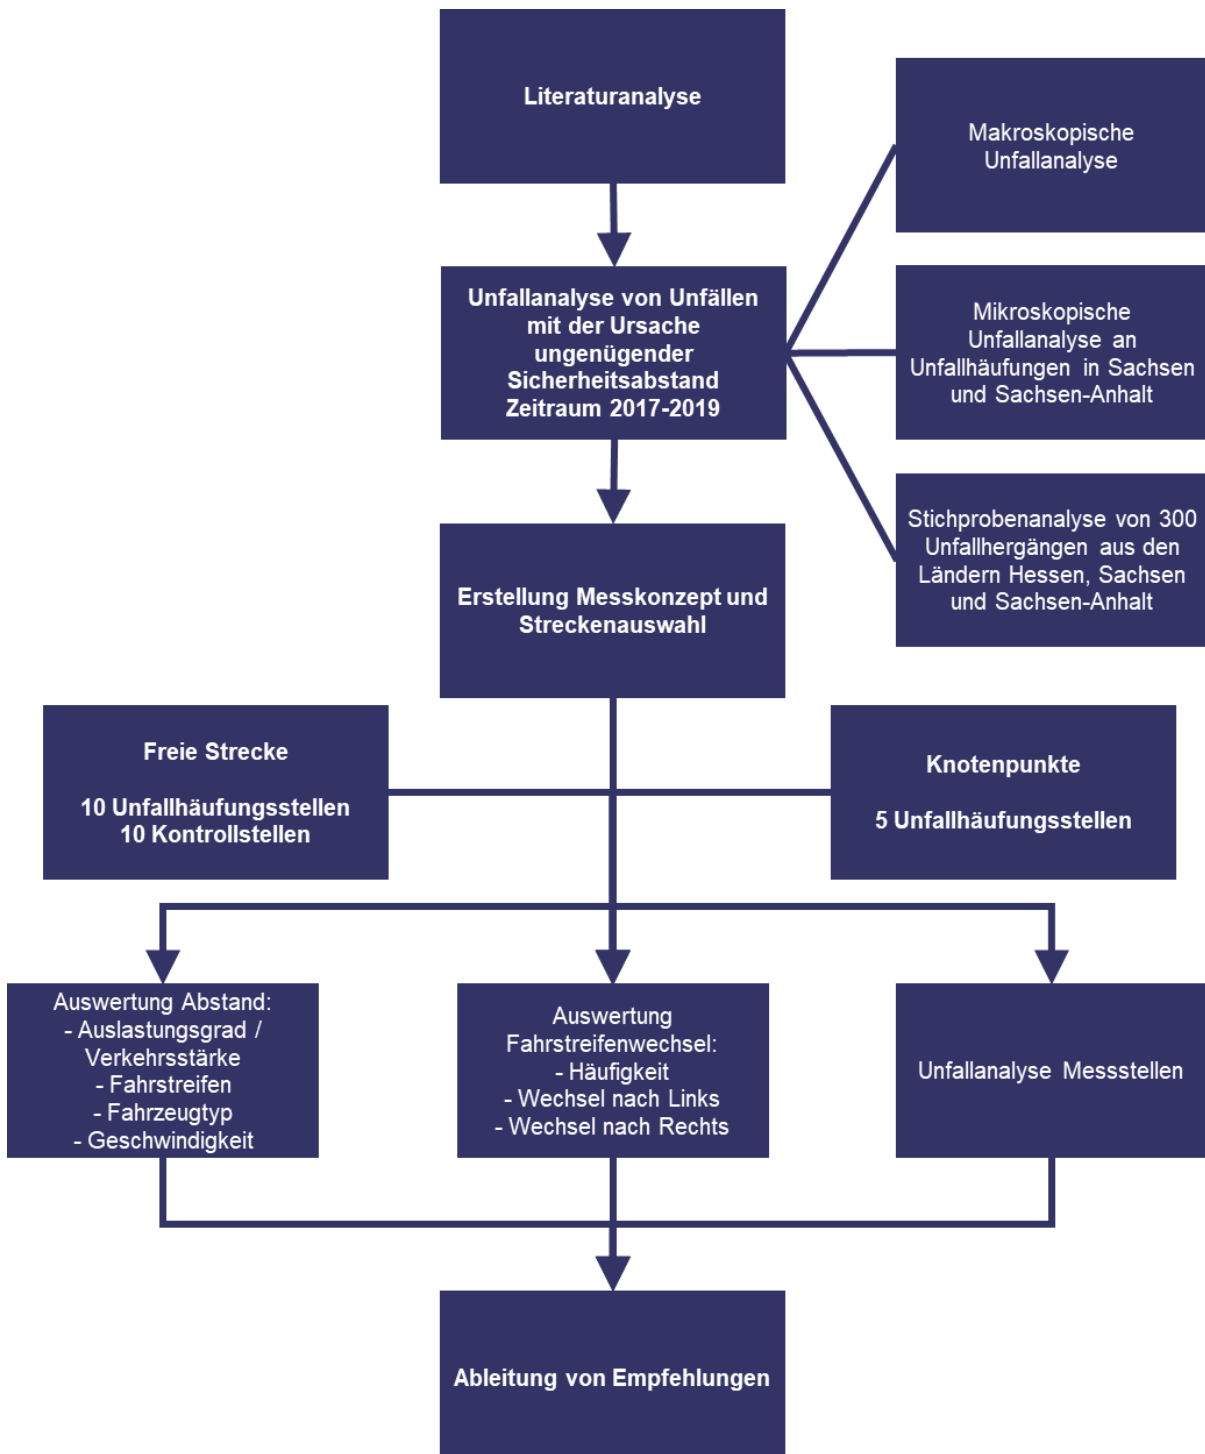 Literaturanalyse
Makroskopische
Unfallanalyse
Unfallanalyse von Unfällen
mit der Ursache
ungenügender
Sicherheitsabstand
Zeitraum 2017-2019
Mikroskopische
Unfallanalyse an
Unfallhäufungen in Sachsen
und Sachsen-Anhalt
Stichprobenanalyse von 300
Unfallhergängen aus den
Ländern Hessen, Sachsen
und Sachsen-Anhalt
Erstellung Messkonzept und
Streckenauswahl
Freie Strecke
10 Unfallhäufungsstellen
10 Kontrollstellen
Knotenpunkte
5 Unfallhäufungsstellen
Auswertung Abstand:
- Auslastungsgrad /
Verkehrsstärke
- Fahrstreifen
- Fahrzeugtyp
- Geschwindigkeit
Auswertung
Fahrstreifenwechsel:
- Häufigkeit
- Wechsel nach Links
- Wechsel nach Rechts
Unfallanalyse Messstellen
Ableitung von Empfehlungen